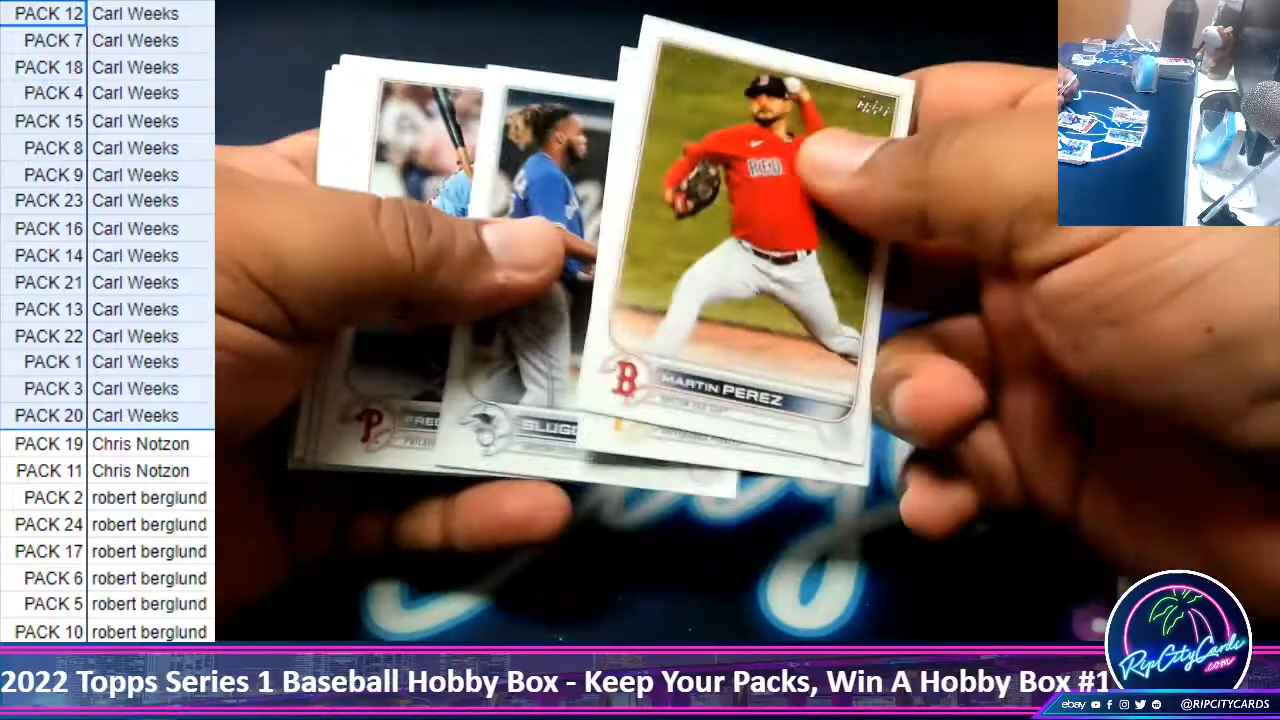 PACK 12 Carl Weeks
PACK 7 Carl Weeks
PACK 18 Carl Weeks
PACK 4 Carl Weeks
PACK 15 Carl Weeks
PACK 8 Carl Weeks
PACK 9 Carl Weeks
PACK 23 Carl Weeks
PACK 16 Carl Weeks
PACK 14 Carl Weeks
PACK 21 Carl Weeks
PACK 13 Carl Weeks
PACK 22 Carl Weeks
PACK 1 Carl Weeks
PACK 3 Carl Weeks
PACK 20 Carl Weeks
PACK 19 Chris Notzon
PACK 11 Chris Notzon
PACK 2 robert berglund
PACK 24 robert berglund
PACK 17 robert berglund
PACK 6 robert berglund
PACK 5 robert berglund
PACK 10 robert berglund
RED
B
MARTIN PEREZ
SLUG
P
FRE
RipCityCards
.com
2022 Topps Series 1 Baseball Hobby Box - Keep Your Packs, Win A Hobby Box #1
ebay @RIPCITYCARDS